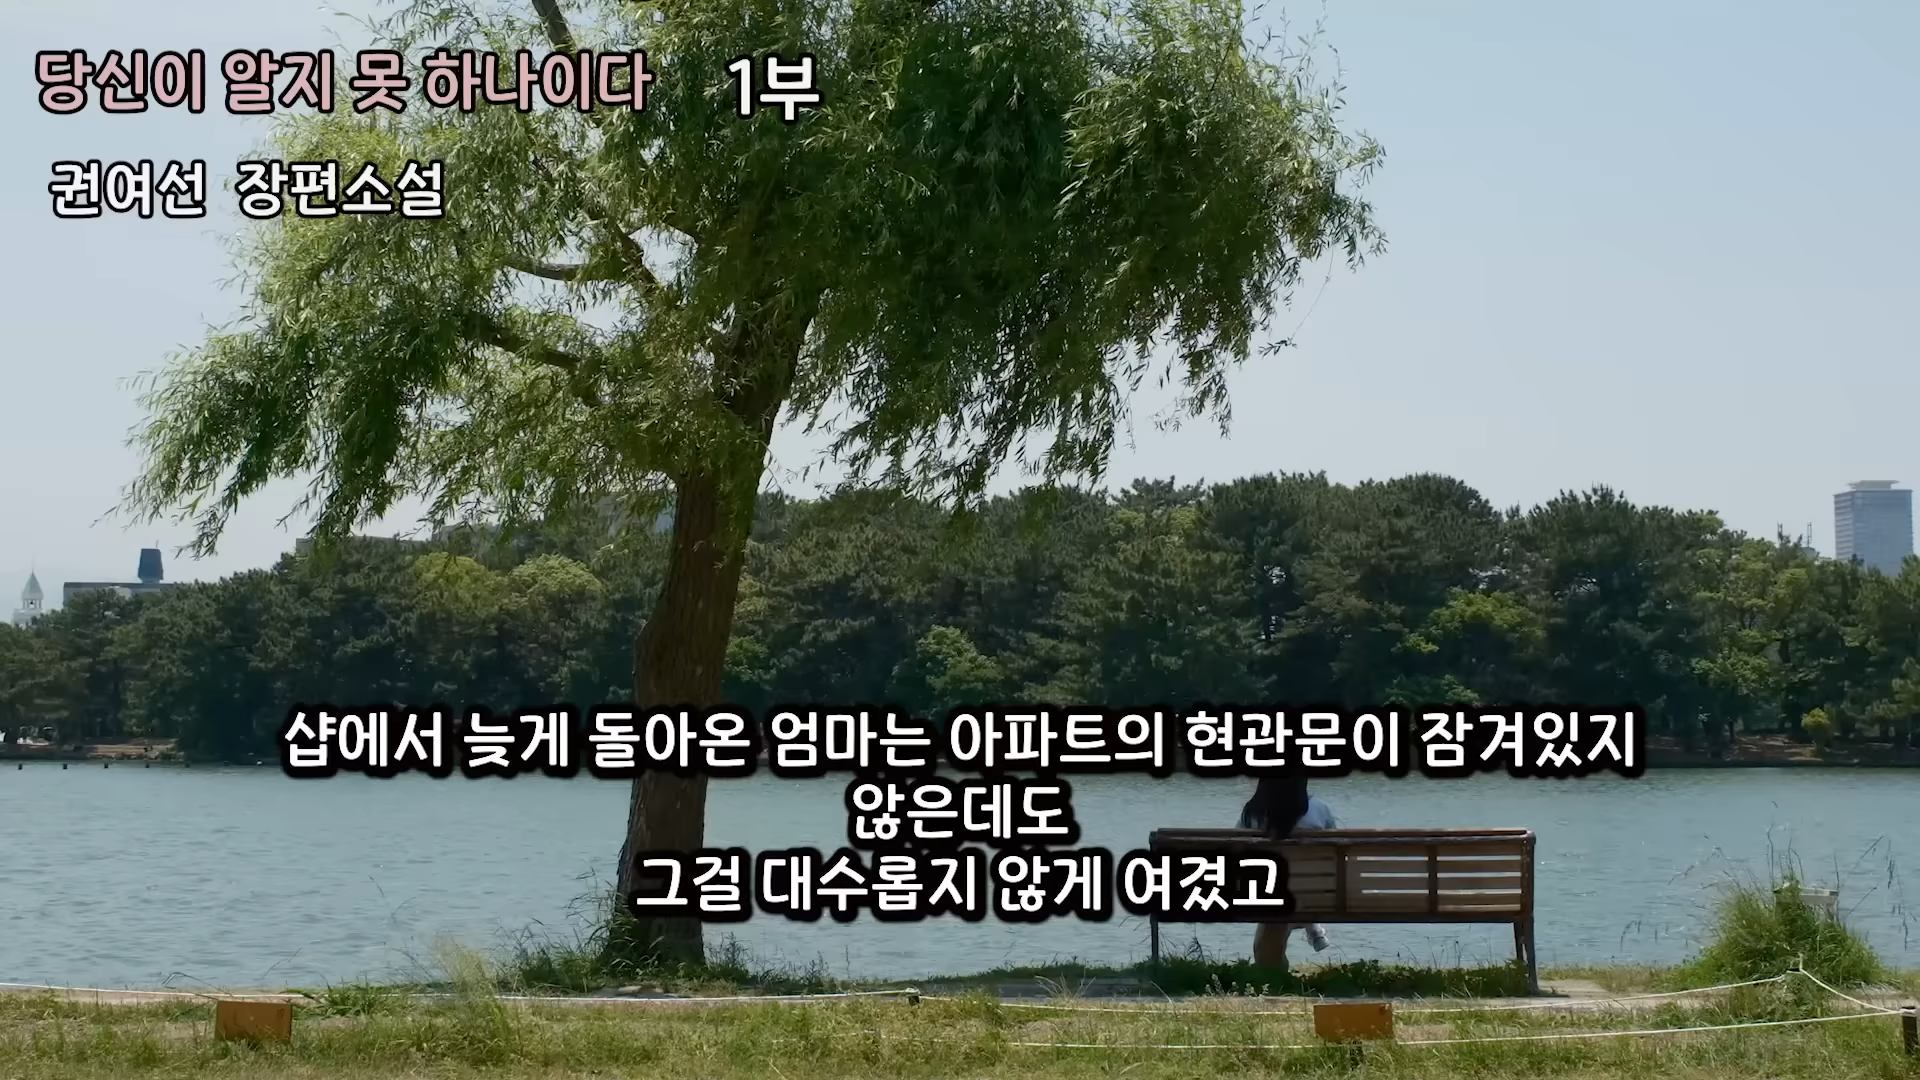 당신이 알지 못 하나이다 1부
권여선 장편소설
샵에서 늦게 돌아온 엄마는 아파트의 현관문이 잠겨있지
않은데도
그걸 대수롭지 않게 여겼고